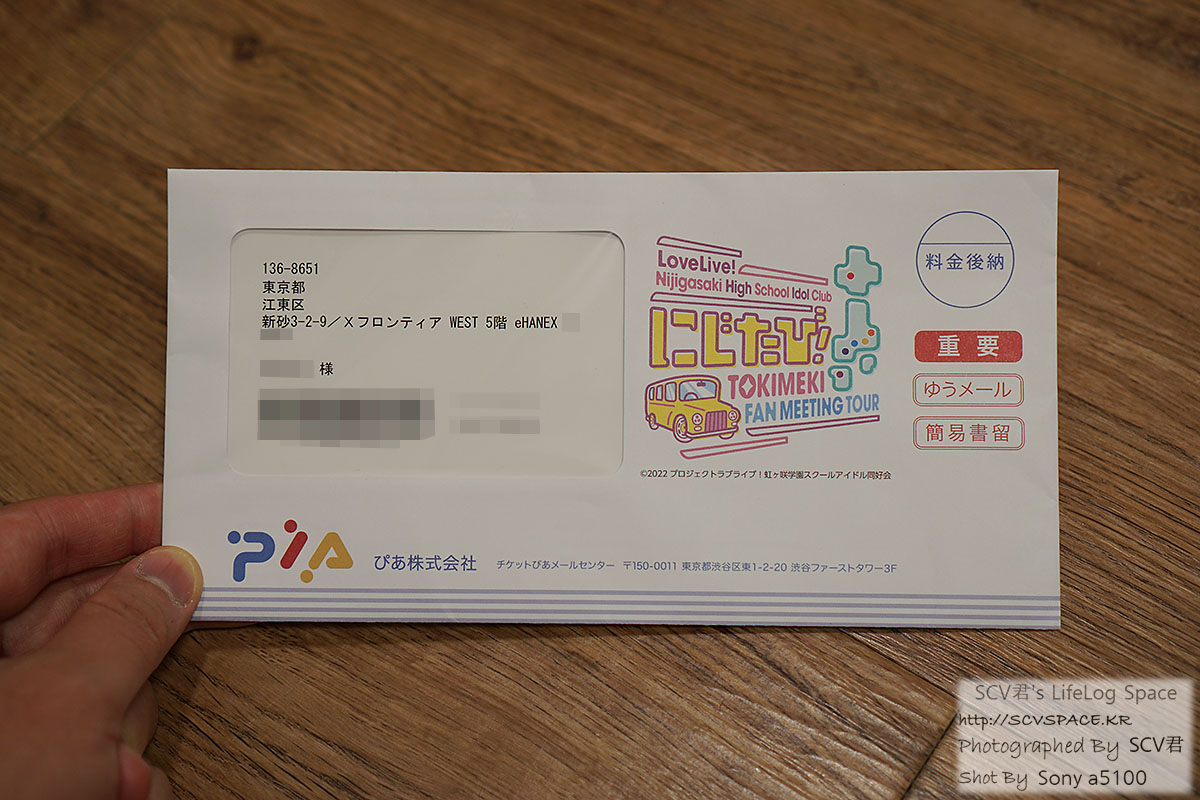 136-8651
東京都
江東区
新砂3-2-9／Ｘフロンティア WEST 5階 eHANEX
様
LoveLive!
Nijigasaki High School Idol Club
にじたび!
TOKIMEKI
FAN MEETING TOUR
©2022 プロジェクトラブライブ！虹ヶ咲学園スクールアイドル同好会
料金後納
重要
ゆうメール
簡易書留
PIA ぴあ株式会社 チケットぴあメールセンター 〒150-0011 東京都渋谷区東1-2-20 渋谷ファーストタワー3F
SCV君's LifeLog Space
http://SCVSPACE.KR
Photographed By SCV君
Shot By Sony a5100